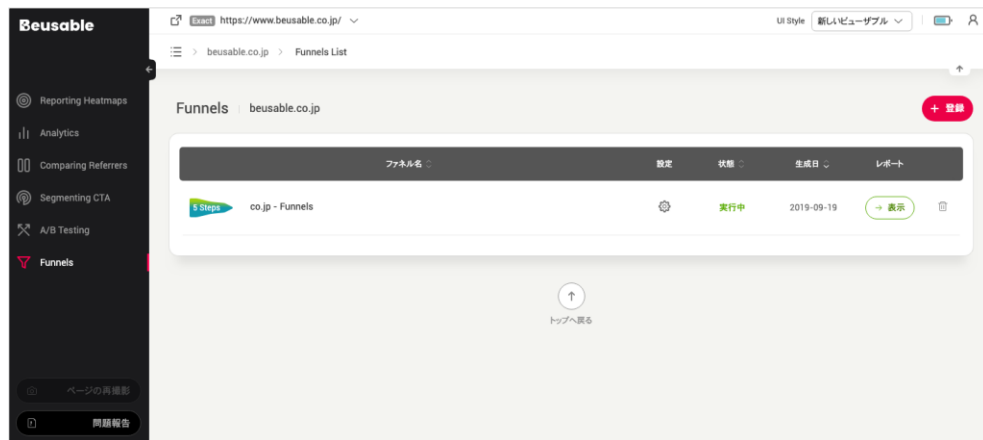 Beusable
Exact https://www.beusable.co.jp/
UI Style 新しいビューザブル
beusable.co.jp > Funnels List
Reporting Heatmaps
Analytics
Comparing Referrers
Segmenting CTA
A/B Testing
Funnels
ページの再撮影
問題報告
Funnels beusable.co.jp
+ 登録
ファネル名 設定 状態 生成日 レポート
5 Steps co.jp - Funnels 実行中 2019-09-19 → 表示
トップへ戻る